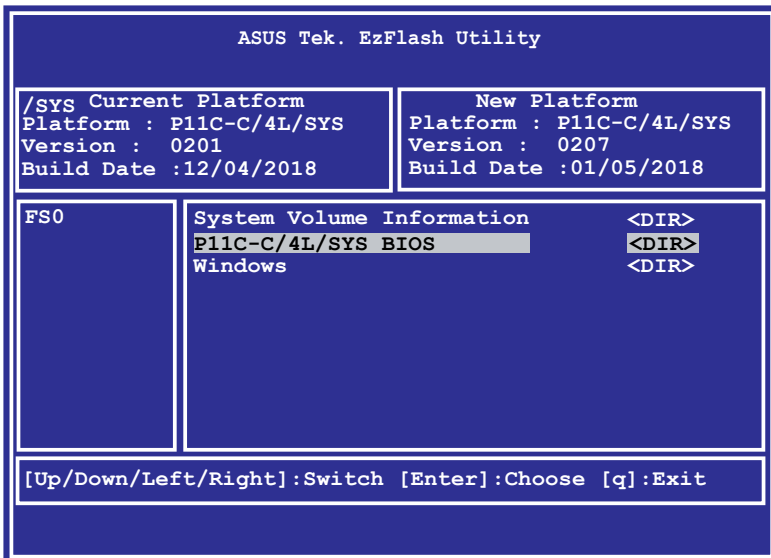 ASUS Tek. EzFlash Utility
/SYS Current Platform
Platform : P11C-C/4L/SYS
Version : 0201
Build Date :12/04/2018
New Platform
Platform : P11C-C/4L/SYS
Version : 0207
Build Date :01/05/2018
FS0
System Volume Information <DIR>
P11C-C/4L/SYS BIOS <DIR>
Windows <DIR>
[Up/Down/Left/Right]:Switch [Enter]:Choose [q]:Exit